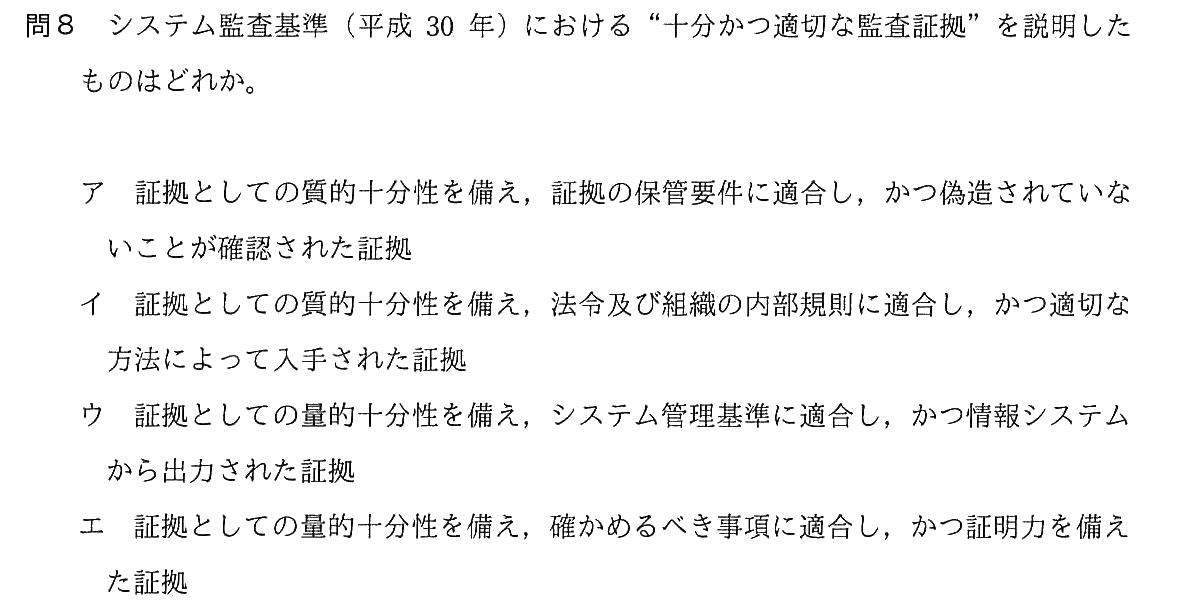 問８　システム監査基準（平成 30 年）における“十分かつ適切な監査証拠”を説明した
ものはどれか。
ア　証拠としての質的十分性を備え，証拠の保管要件に適合し，かつ偽造されていな
いことが確認された証拠
イ　証拠としての質的十分性を備え，法令及び組織の内部規則に適合し，かつ適切な
方法によって入手された証拠
ウ　証拠としての量的十分性を備え，システム管理基準に適合し，かつ情報システム
から出力された証拠
エ　証拠としての量的十分性を備え，確かめるべき事項に適合し，かつ証明力を備え
た証拠